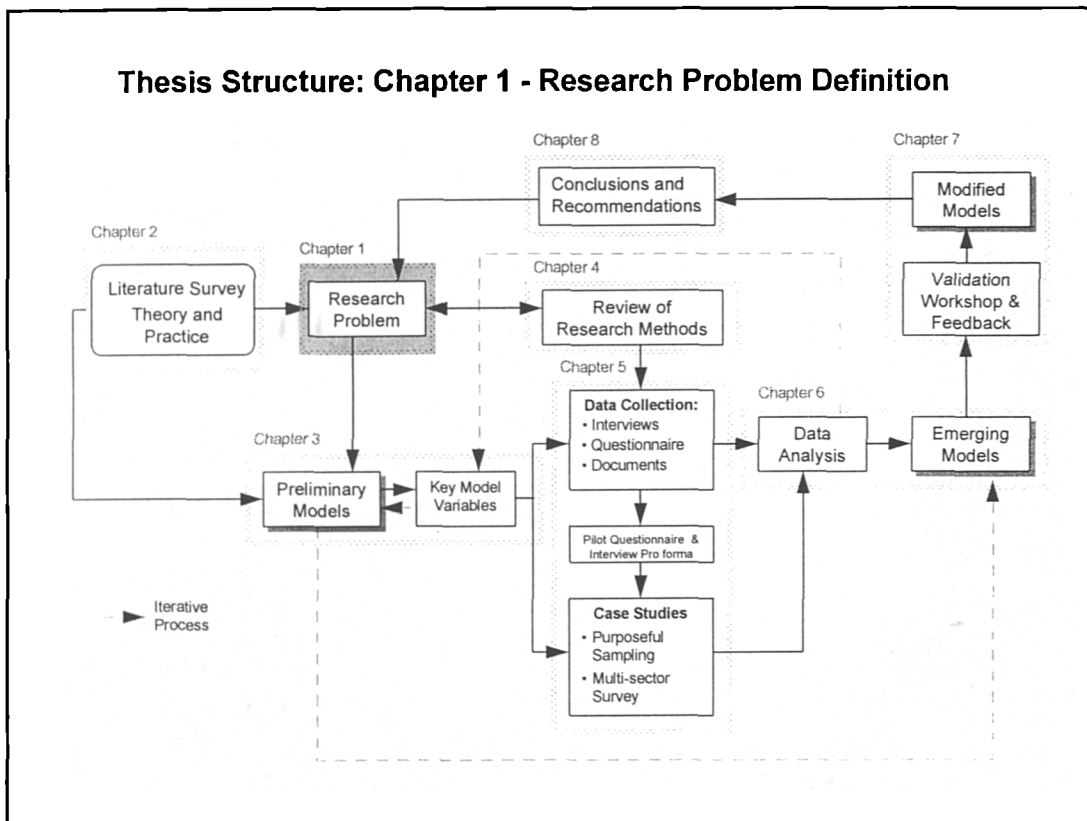 Thesis Structure: Chapter 1 - Research Problem Definition
Chapter 8
Conclusions and
Recommendations
Chapter 7
Modified
Models
Validation
Workshop &
Feedback
Emerging
Models
Chapter 2
Literature Survey
Theory and
Practice
Chapter 1
Research
Problem
Chapter 4
Review of
Research Methods
Chapter 3
Preliminary
Models
Key Model
Variables
Chapter 5
Data Collection:
• Interviews
• Questionnaire
• Documents
Pilot Questionnaire &
Interview Pro forma
Case Studies
• Purposeful
Sampling
• Multi-sector
Survey
Chapter 6
Data
Analysis
Iterative
Process